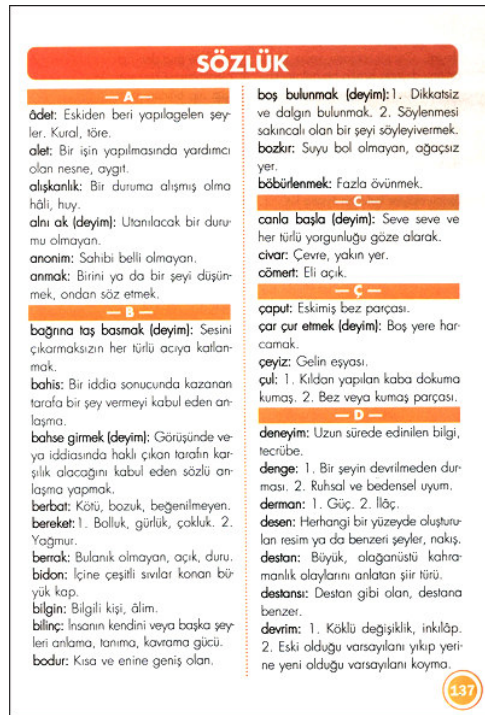 SÖZLÜK
— A —
âdet: Eskiden beri yapılagelen şey-
ler. Kural, töre.
alet: Bir işin yapılmasında yardımcı
olan nesne, aygıt.
alışkanlık: Bir duruma alışmış olma
hâli, huy.
alnı ak (deyim): Utanılacak bir duru-
mu olmayan.
anonim: Sahibi belli olmayan.
anmak: Birini ya da bir şeyi düşün-
mek, ondan söz etmek.
— B —
bağrına taş basmak (deyim): Sesini
çıkarmaksızın her türlü acıya katlan-
mak.
bahis: Bir iddia sonucunda kazanan
tarafa bir şey vermeyi kabul eden an-
laşma.
bahse girmek (deyim): Görüşünde ve-
ya iddiasında haklı çıkan tarafın kar-
şılık alacağını kabul eden sözlü an-
laşma yapmak.
berbat: Kötü, bozuk, beğenilmeyen.
bereket: 1. Bolluk, gürlük, çokluk. 2.
Yağmur.
berrak: Bulanık olmayan, açık, duru.
bidon: İçine çeşitli sıvılar konan bü-
yük kap.
bilgin: Bilgili kişi, âlim.
bilinç: İnsanın kendini veya başka şey-
leri anlama, tanıma, kavrama gücü.
bodur: Kısa ve enine geniş olan.
boş bulunmak (deyim): 1. Dikkatsiz
ve dalgın bulunmak. 2. Söylenmesi
sakıncalı olan bir şeyi söyleyivermek.
bozkır: Suyu bol olmayan, ağaçsız
yer.
böbürlenmek: Fazla övünmek.
— C —
canla başla (deyim): Seve seve ve
her türlü yorgunluğu göze alarak.
civar: Çevre, yakın yer.
cömert: Eli açık.
— Ç —
çaput: Eskimiş bez parçası.
çar çur etmek (deyim): Boş yere har-
camak.
çeyiz: Gelin eşyası.
çul: 1. Kıldan yapılan kaba dokuma
kumaş. 2. Bez veya kumaş parçası.
— D —
deneyim: Uzun sürede edinilen bilgi,
tecrübe.
denge: 1. Bir şeyin devrilmeden dur-
ması. 2. Ruhsal ve bedensel uyum.
derman: 1. Güç. 2. İlâç.
desen: Herhangi bir yüzeyde oluşturu-
lan resim ya da benzeri şeyler, nakış.
destan: Büyük, olağanüstü kahra-
manlık olaylarını anlatan şiir türü.
destansı: Destan gibi olan, destana
benzer.
devrim: 1. Köklü değişiklik, inkılâp.
2. Eski olduğu varsayılanı yıkıp yeri-
ne yeni olduğu varsayılanı koyma.
137